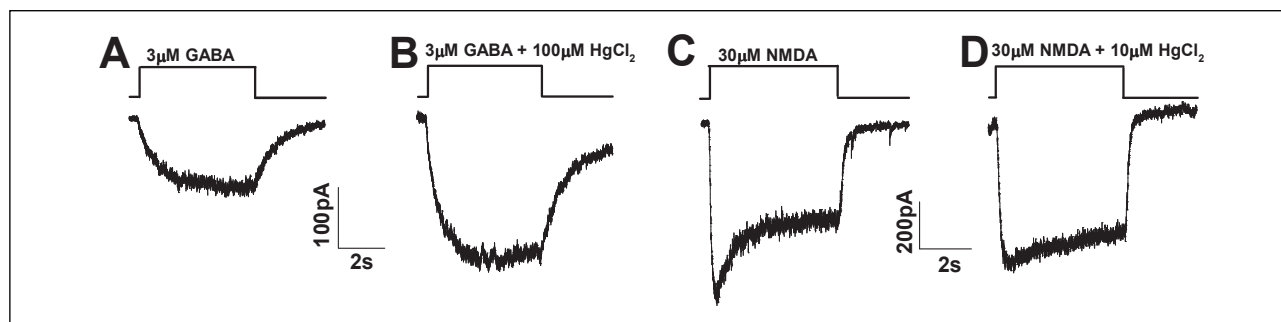 A
3μM GABA
B
3μM GABA + 100μM HgCl₂
C
30μM NMDA
D
30μM NMDA + 10μM HgCl₂
100pA
2s
200pA
2s